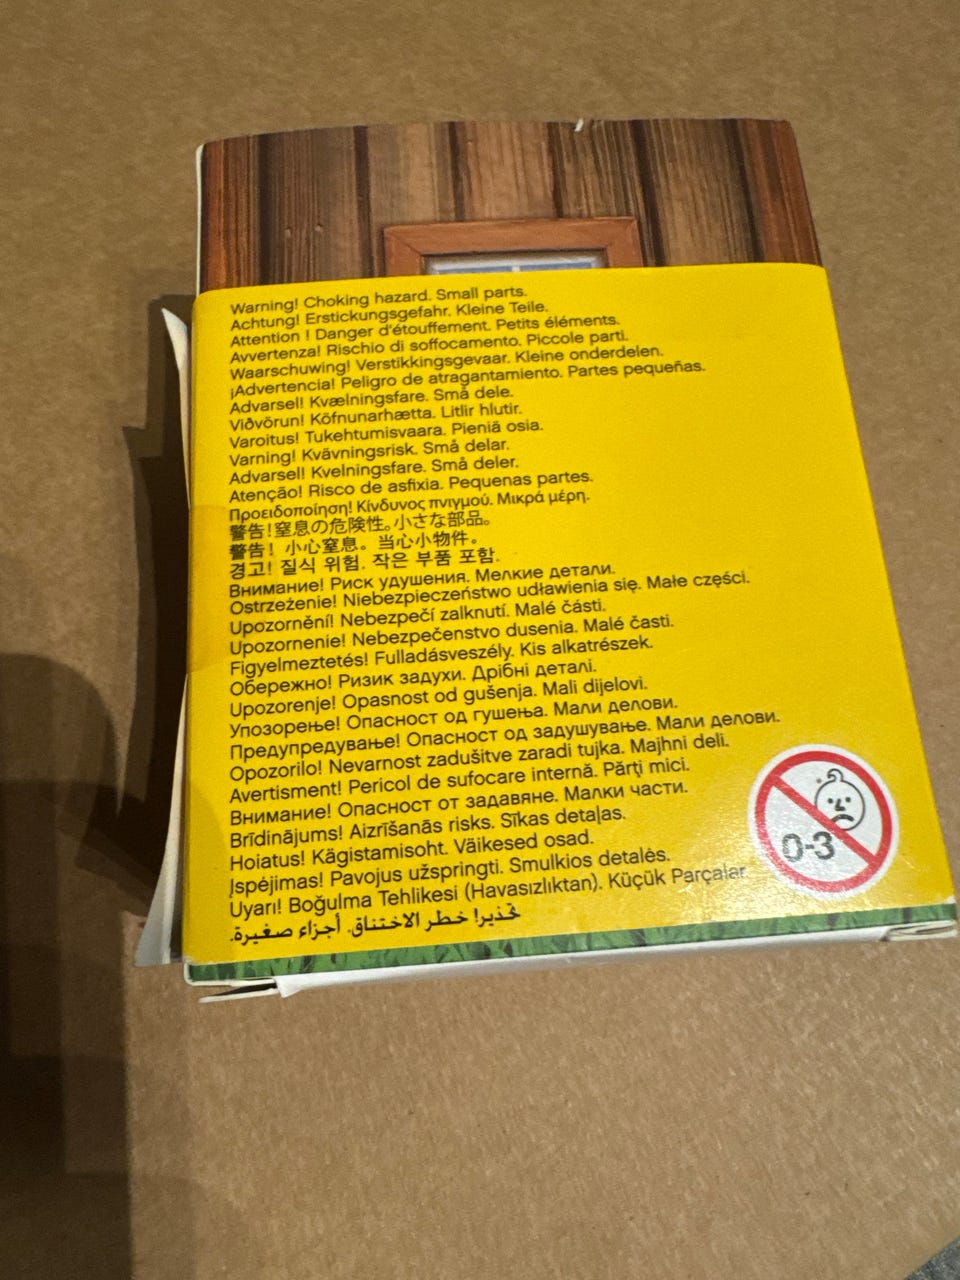 Warning! Choking hazard. Small parts.
Achtung! Erstickungsgefahr. Kleine Teile.
Attention ! Danger d'étouffement. Petits éléments.
Avvertenza! Rischio di soffocamento. Piccole parti.
Waarschuwing! Verstikkingsgevaar. Kleine onderdelen.
¡Advertencia! Peligro de atragantamiento. Partes pequeñas.
Advarsel! Kvælningsfare. Små dele.
Viðvörun! Köfnunarhætta. Litlir hlutir.
Varoitus! Tukehtumisvaara. Pieniä osia.
Varning! Kvävningsrisk. Små delar.
Advarsel! Kvelningsfare. Små deler.
Atenção! Risco de asfixia. Pequenas partes.
Προειδοποίηση! Κίνδυνος πνιγμού. Μικρά μέρη.
警告!窒息の危険性。小さな部品。
警告！小心窒息。当心小物件。
경고! 질식 위험. 작은 부품 포함.
Внимание! Риск удушения. Мелкие детали.
Ostrzeżenie! Niebezpieczeństwo udławienia się. Małe części.
Upozornění! Nebezpečí zalknutí. Malé části.
Upozornenie! Nebezpečenstvo dusenia. Malé časti.
Figyelmeztetés! Fulladásveszély. Kis alkatrészek.
Обережно! Ризик задухи. Дрібні деталі.
Upozorenje! Opasnost od gušenja. Mali dijelovi.
Упозорење! Опасност од гушења. Мали делови.
Предупредување! Опасност од задушување. Мали делови.
Opozorilo! Nevarnost zadušitve zaradi tujka. Majhni deli.
Avertisment! Pericol de sufocare internă. Părţi mici.
Внимание! Опасност от задавяне. Малки части.
Brīdinājums! Aizrīšanās risks. Sīkas detaļas.
Hoiatus! Kägistamisoht. Väikesed osad.
Įspėjimas! Pavojus užspringti. Smulkios detalės.
Uyarı! Boğulma Tehlikesi (Havasızlıktan). Küçük Parçalar
تحذير! خطر الاختناق. أجزاء صغيرة.
0-3